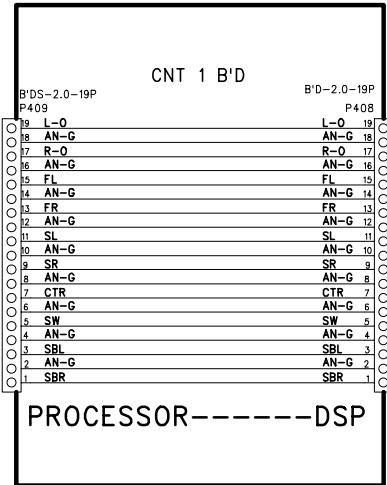 CNT 1 B'D
B'DS-2.0-19P B'D-2.0-19P
P409 P408
19 L-O L-O 19
18 AN-G AN-G 18
17 R-O R-O 17
16 AN-G AN-G 16
15 FL FL 15
14 AN-G AN-G 14
13 FR FR 13
12 AN-G AN-G 12
11 SL SL 11
10 AN-G AN-G 10
9 SR SR 9
8 AN-G AN-G 8
7 CTR CTR 7
6 AN-G AN-G 6
5 SW SW 5
4 AN-G AN-G 4
3 SBL SBL 3
2 AN-G AN-G 2
1 SBR SBR 1
PROCESSOR------DSP